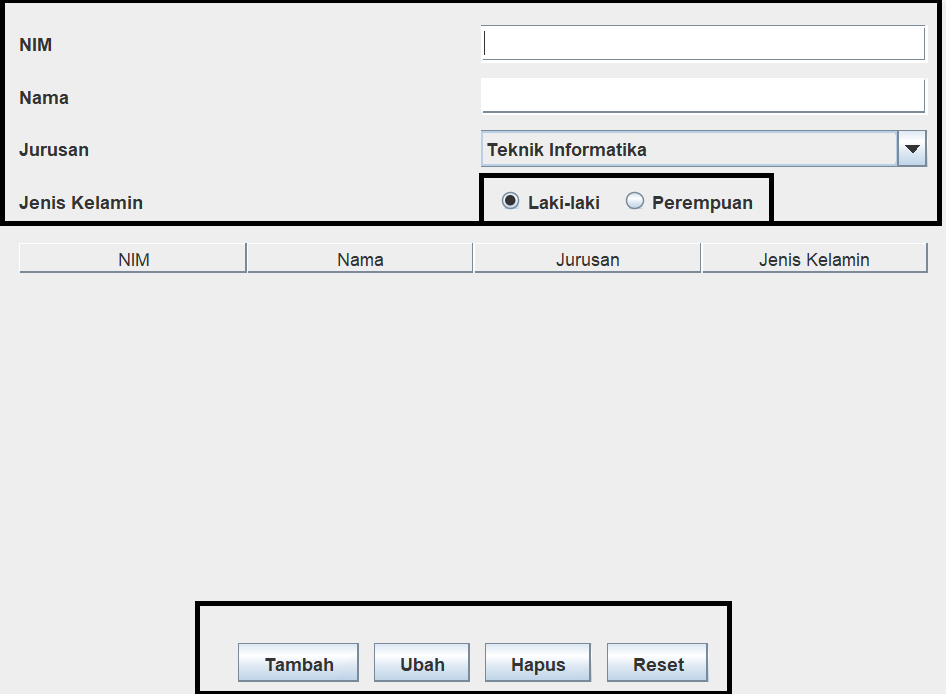 NIM
Nama
Jurusan Teknik Informatika
Jenis Kelamin Laki-laki Perempuan
NIM Nama Jurusan Jenis Kelamin
Tambah Ubah Hapus Reset